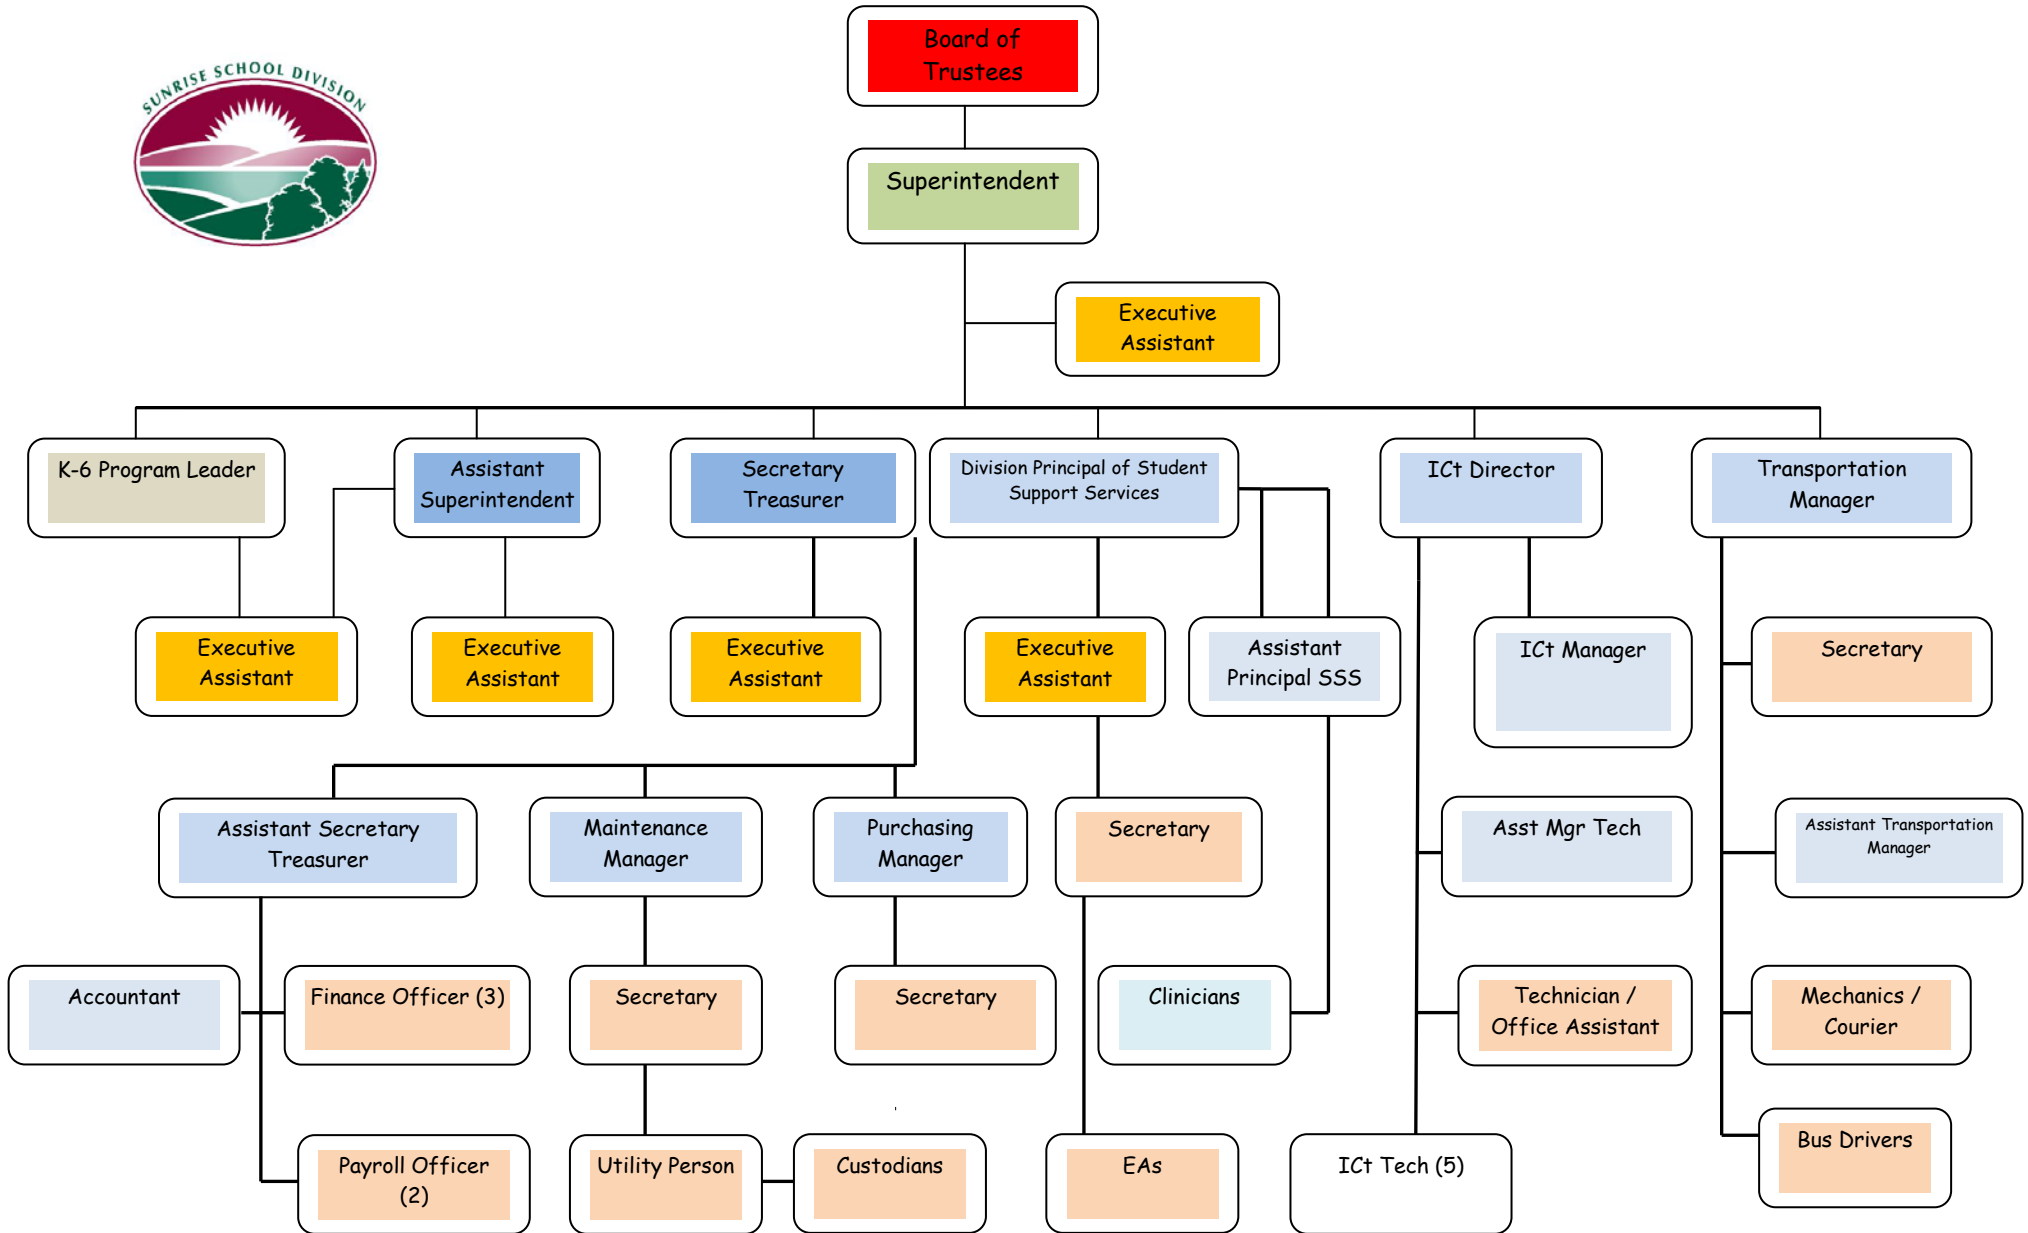 Board of
Trustees
SUNRISE SCHOOL DIVISION
Superintendent
Executive
Assistant
K-6 Program Leader
Assistant
Superintendent
Secretary
Treasurer
Division Principal of Student
Support Services
ICt Director
Transportation
Manager
Executive
Assistant
Executive
Assistant
Executive
Assistant
Executive
Assistant
Assistant
Principal SSS
ICt Manager
Secretary
Assistant Secretary
Treasurer
Maintenance
Manager
Purchasing
Manager
Secretary
Asst Mgr Tech
Assistant Transportation
Manager
Accountant
Finance Officer (3)
Secretary
Secretary
Clinicians
Technician /
Office Assistant
Mechanics /
Courier
Payroll Officer
(2)
Utility Person
Custodians
EAs
ICt Tech (5)
Bus Drivers